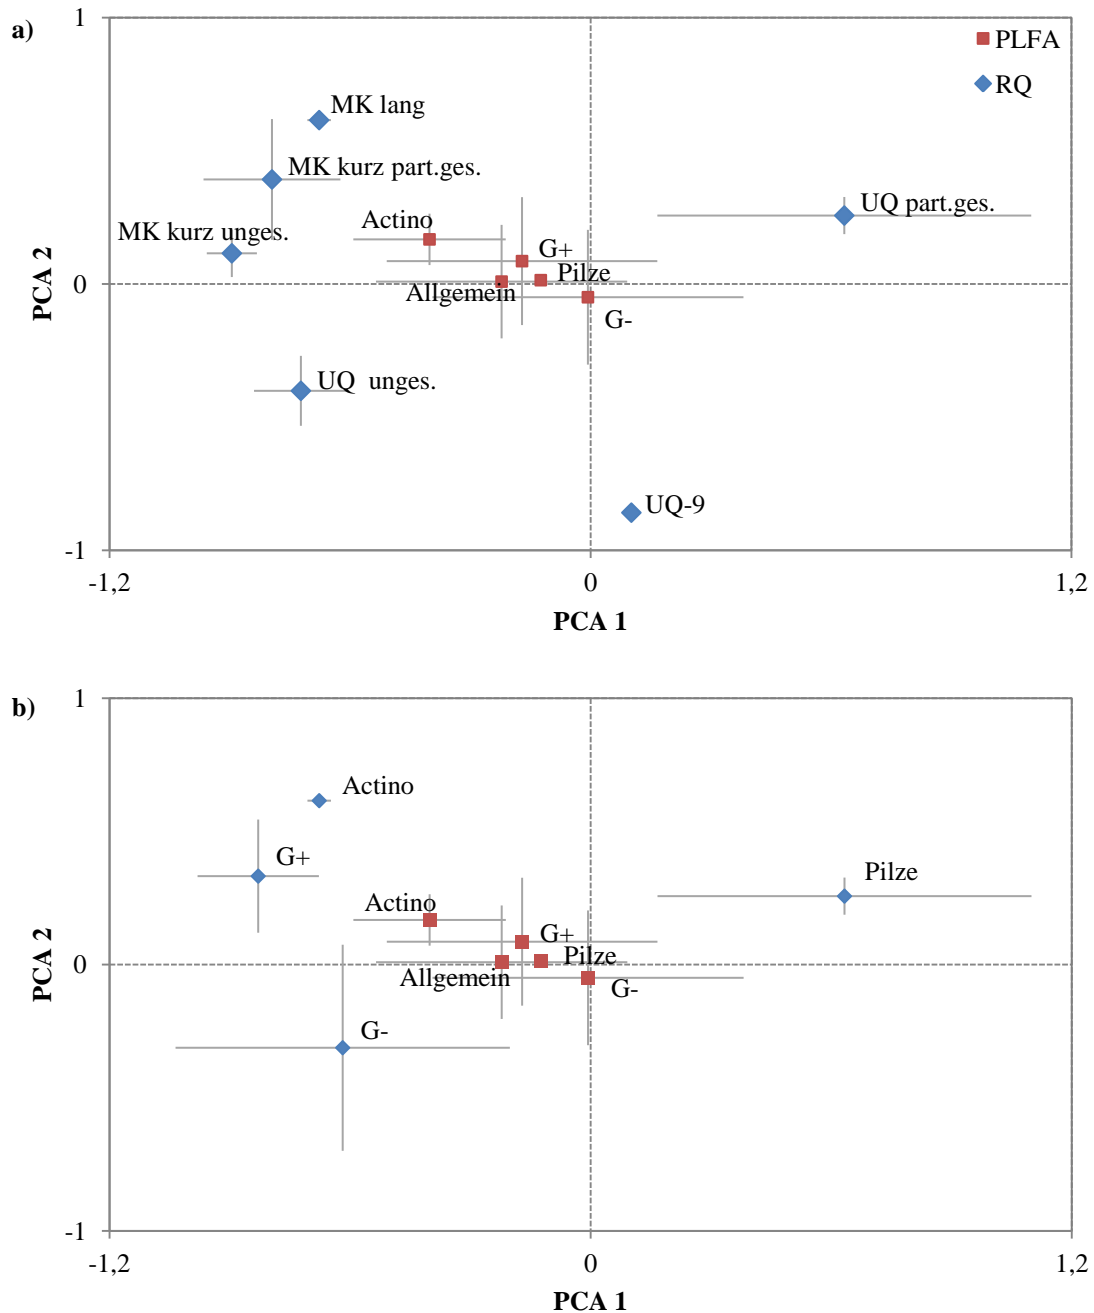 a)
1
PLFA
RQ
MK lang
MK kurz part.ges.
Actino
UQ part.ges.
MK kurz unges.
G+
Pilze
PCA 2
0
Allgemein
G-
UQ  unges.
UQ-9
-1
-1,2
0
1,2
PCA 1
b)
1
Actino
G+
Pilze
Actino
G+
Pilze
PCA 2
0
Allgemein
G-
G-
-1
-1,2
0
1,2
PCA 1